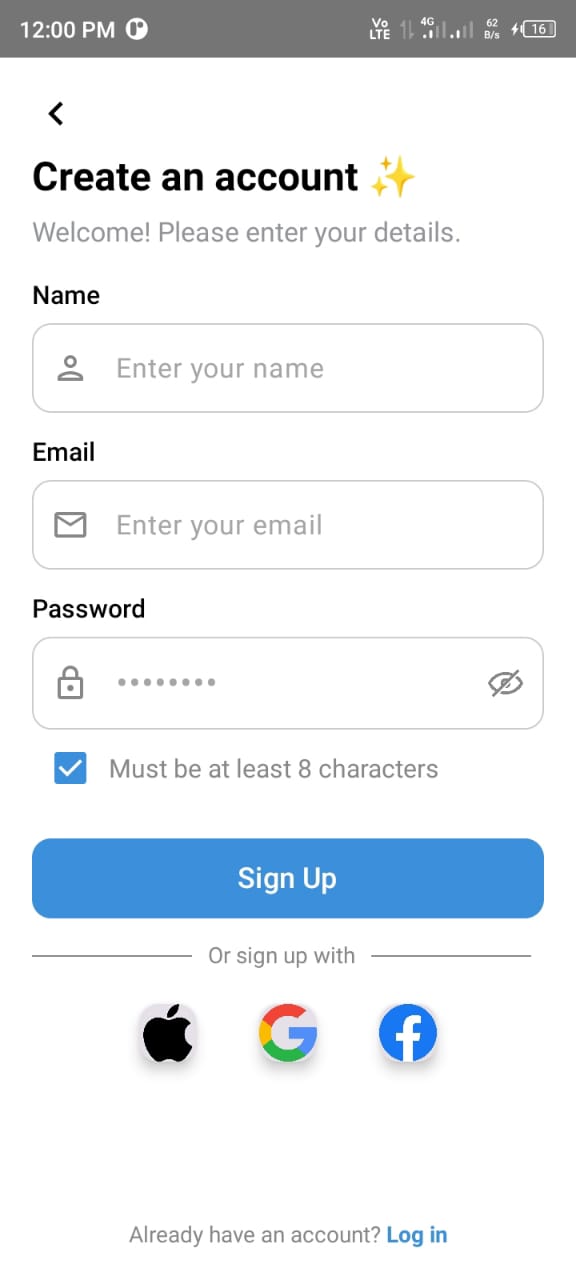 12:00 PM Vo LTE 4G 62 B/s 16
Create an account ✨
Welcome! Please enter your details.
Name
Enter your name
Email
Enter your email
Password
••••••••
Must be at least 8 characters
Sign Up
Or sign up with
Already have an account? Log in